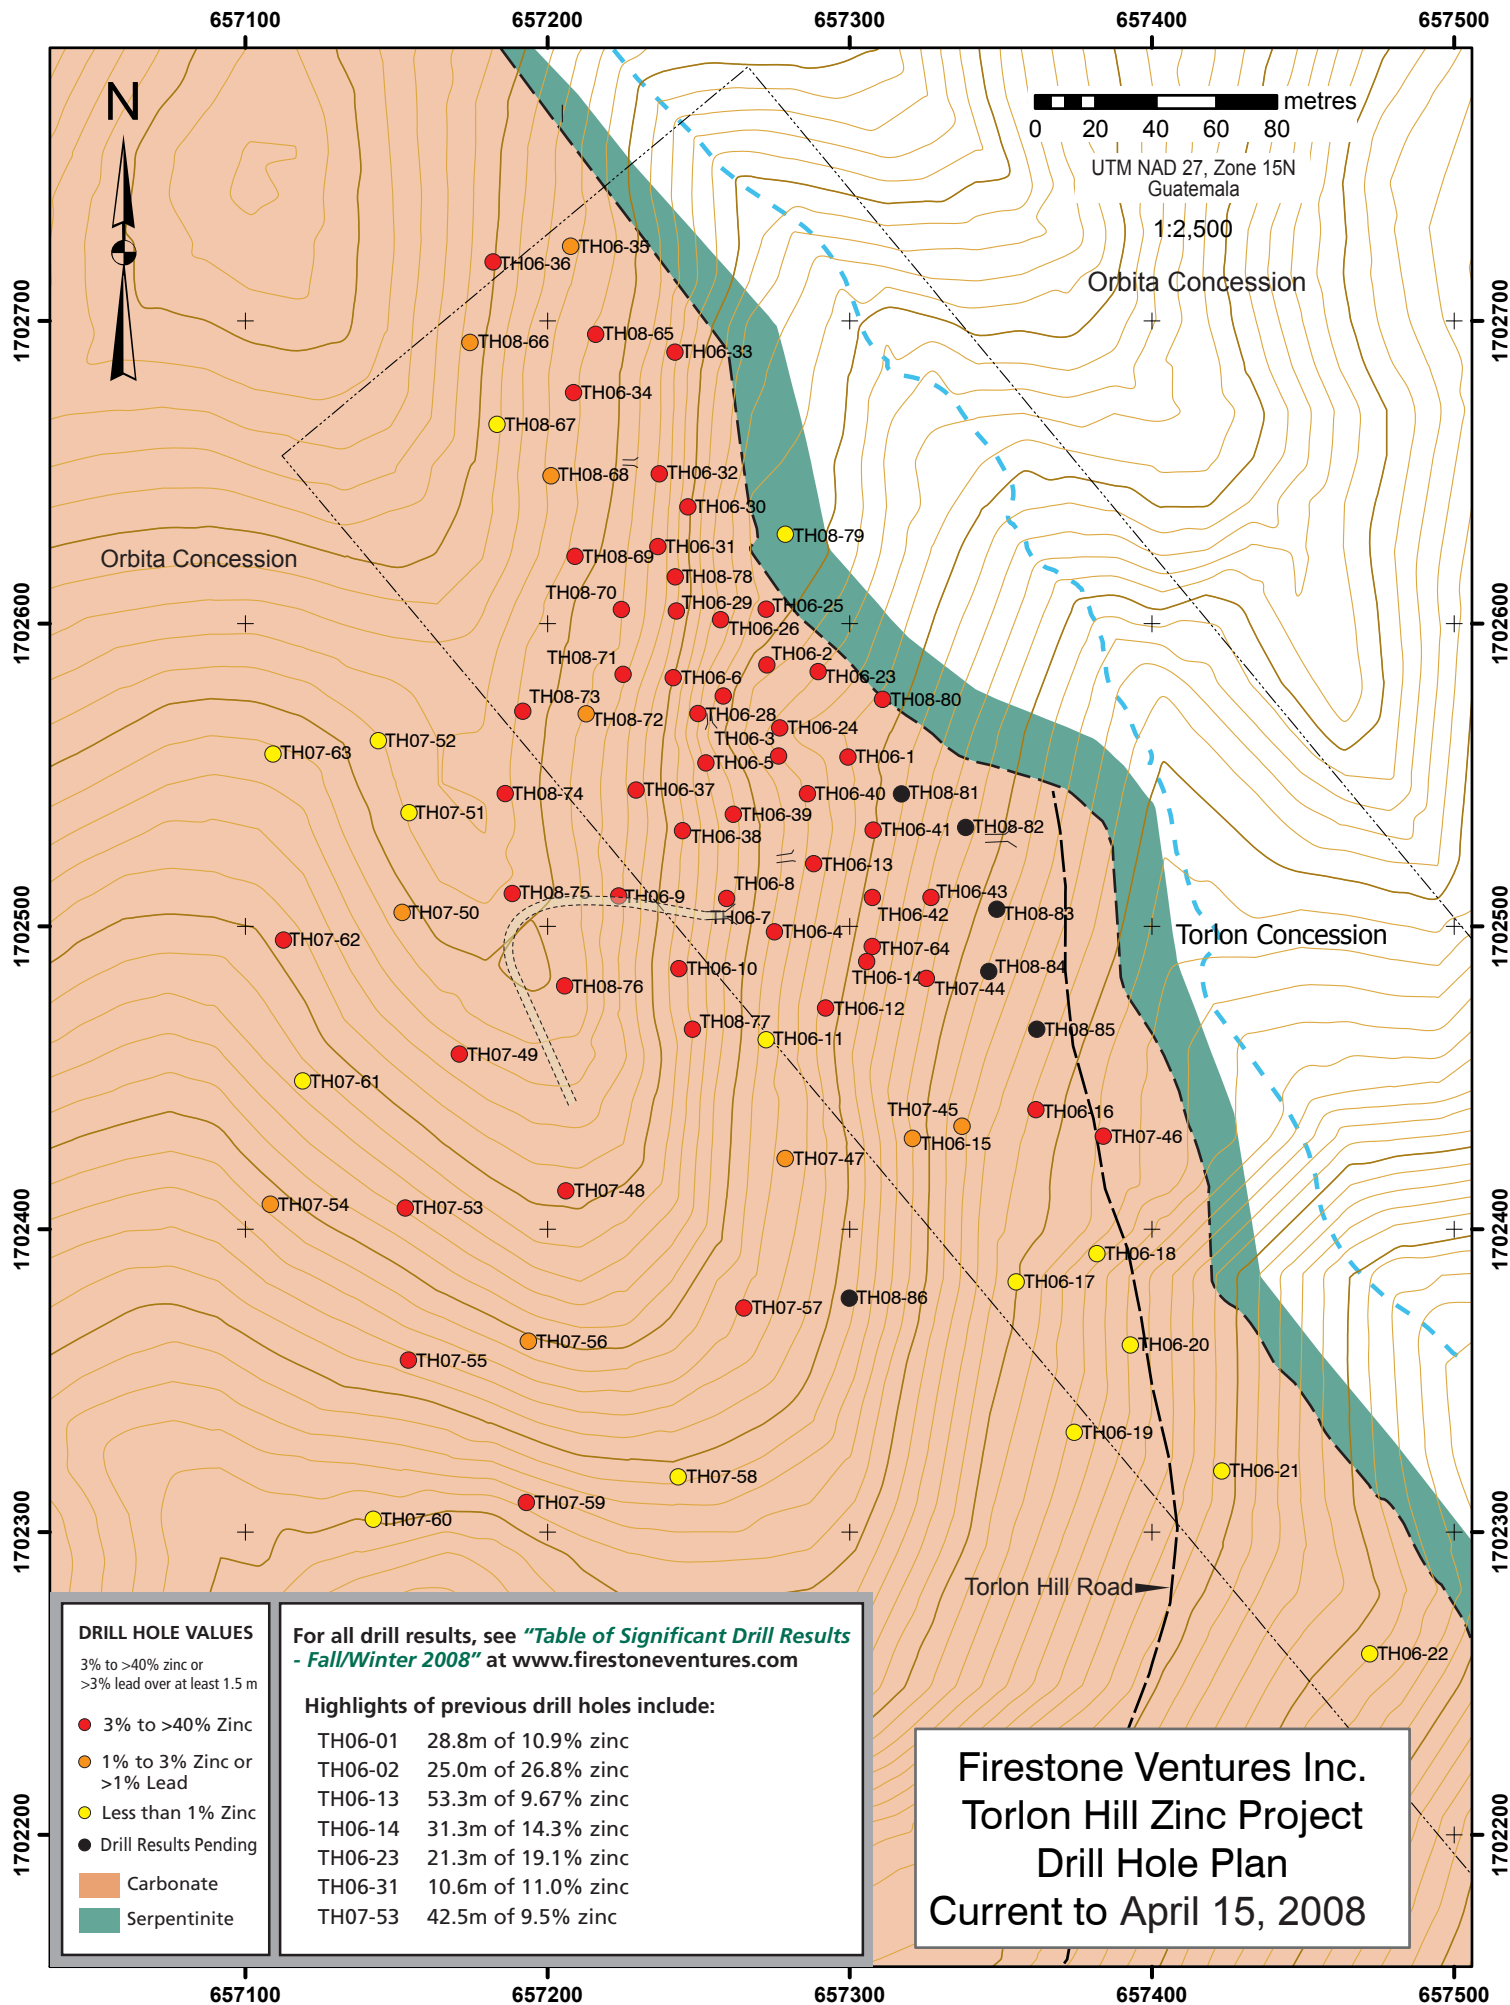 657100
657200
657300
657400
657500
N
metres
0
20
40
60
80
UTM NAD 27, Zone 15N
Guatemala
1:2,500
Orbita Concession
TH06-35
TH06-36
1702700
1702700
TH08-65
TH08-66
TH06-33
TH06-34
TH08-67
TH08-68
TH06-32
TH06-30
TH08-79
Orbita Concession
TH06-31
TH08-69
TH08-78
TH08-70
TH06-29
TH06-25
1702600
1702600
TH06-26
TH06-2
TH08-71
TH06-6
TH06-23
TH08-73
TH08-80
TH06-28
TH08-72
TH06-24
TH07-52
TH06-3
TH07-63
TH06-5
TH06-1
TH06-37
TH08-74
TH06-40
TH08-81
TH07-51
TH06-39
TH08-82
TH06-38
TH06-41
TH06-13
TH06-8
TH08-75
TH06-9
TH06-43
TH07-50
TH06-7
TH06-42
TH08-83
1702500
1702500
TH07-62
TH06-4
Torlon Concession
TH07-64
TH06-10
TH06-14
TH08-84
TH08-76
TH07-44
TH06-12
TH08-77
TH08-85
TH06-11
TH07-49
TH07-61
TH07-45
TH06-16
TH06-15
TH07-46
TH07-47
TH07-48
TH07-54
TH07-53
1702400
1702400
TH06-18
TH06-17
TH07-57
TH08-86
TH07-56
TH06-20
TH07-55
TH06-19
TH07-58
TH06-21
TH07-59
TH07-60
1702300
1702300
Torlon Hill Road
TH06-22
DRILL HOLE VALUES
3% to >40% zinc or
>3% lead over at least 1.5 m
3% to >40% Zinc
1% to 3% Zinc or
>1% Lead
Less than 1% Zinc
Drill Results Pending
Carbonate
Serpentinite
For all drill results, see “Table of Significant Drill Results
- Fall/Winter 2008” at www.firestoneventures.com
Highlights of previous drill holes include:
TH06-01 28.8m of 10.9% zinc
TH06-02 25.0m of 26.8% zinc
TH06-13 53.3m of 9.67% zinc
TH06-14 31.3m of 14.3% zinc
TH06-23 21.3m of 19.1% zinc
TH06-31 10.6m of 11.0% zinc
TH07-53 42.5m of 9.5% zinc
Firestone Ventures Inc.
Torlon Hill Zinc Project
Drill Hole Plan
Current to April 15, 2008
1702200
1702200
657100
657200
657300
657400
657500